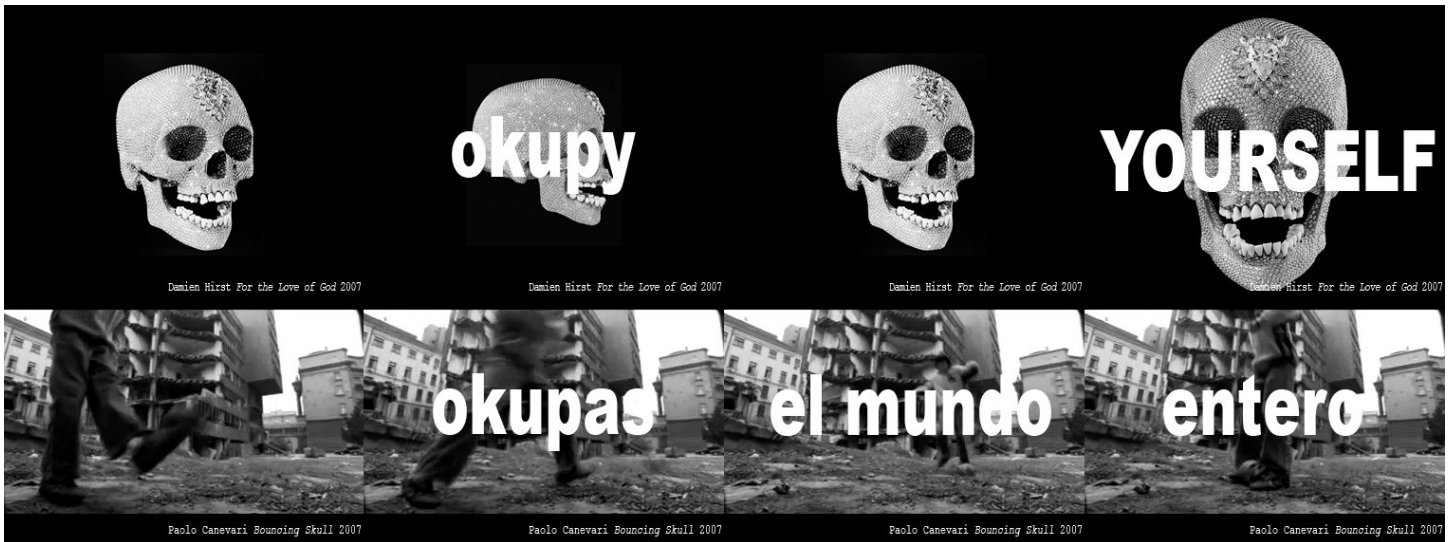 okupy
YOURSELF
Damien Hirst For the Love of God 2007
Damien Hirst For the Love of God 2007
Damien Hirst For the Love of God 2007
Damien Hirst For the Love of God 2007
okupas
el mundo
entero
Paolo Canevari Bouncing Skull 2007
Paolo Canevari Bouncing Skull 2007
Paolo Canevari Bouncing Skull 2007
Paolo Canevari Bouncing Skull 2007